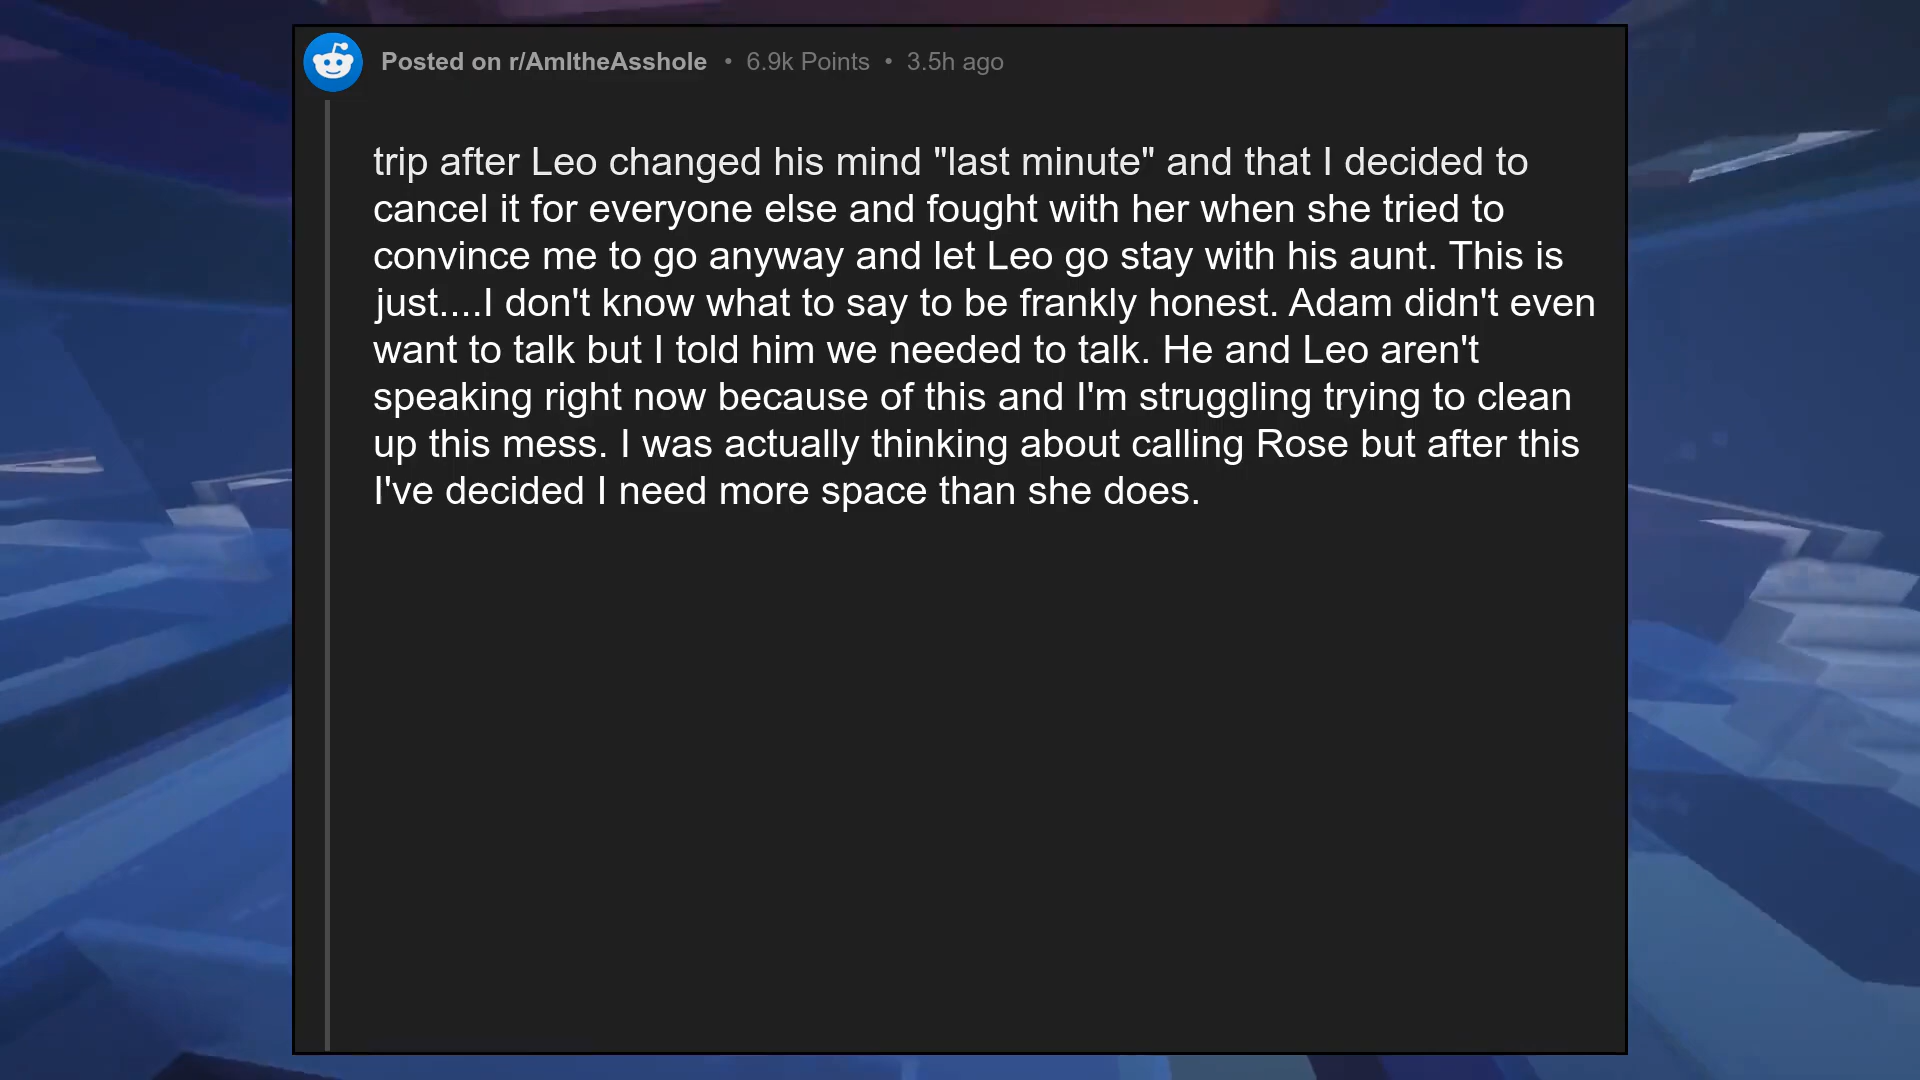 Posted on r/AmItheAsshole • 6.9k Points • 3.5h ago
trip after Leo changed his mind "last minute" and that I decided to
cancel it for everyone else and fought with her when she tried to
convince me to go anyway and let Leo go stay with his aunt. This is
just....I don't know what to say to be frankly honest. Adam didn't even
want to talk but I told him we needed to talk. He and Leo aren't
speaking right now because of this and I'm struggling trying to clean
up this mess. I was actually thinking about calling Rose but after this
I've decided I need more space than she does.